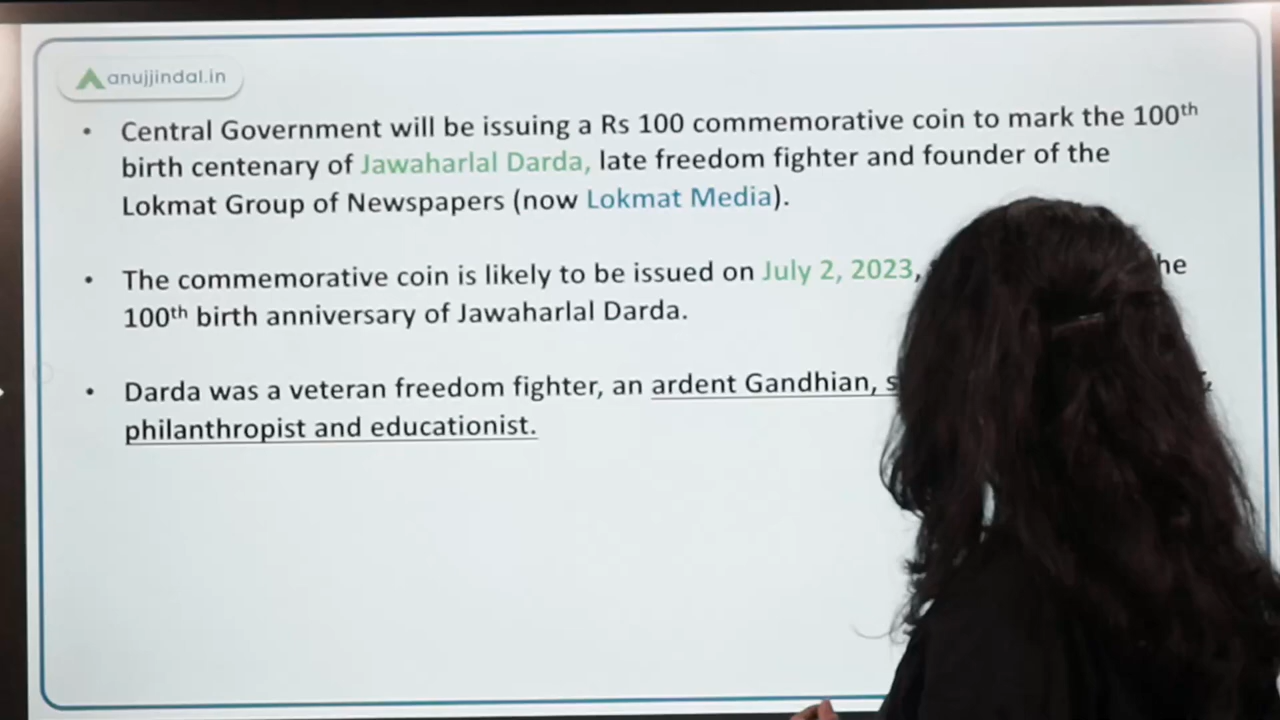 anujjindal.in
• Central Government will be issuing a Rs 100 commemorative coin to mark the 100th
birth centenary of Jawaharlal Darda, late freedom fighter and founder of the
Lokmat Group of Newspapers (now Lokmat Media).
• The commemorative coin is likely to be issued on July 2, 2023,
100th birth anniversary of Jawaharlal Darda.
• Darda was a veteran freedom fighter, an ardent Gandhian,
philanthropist and educationist.